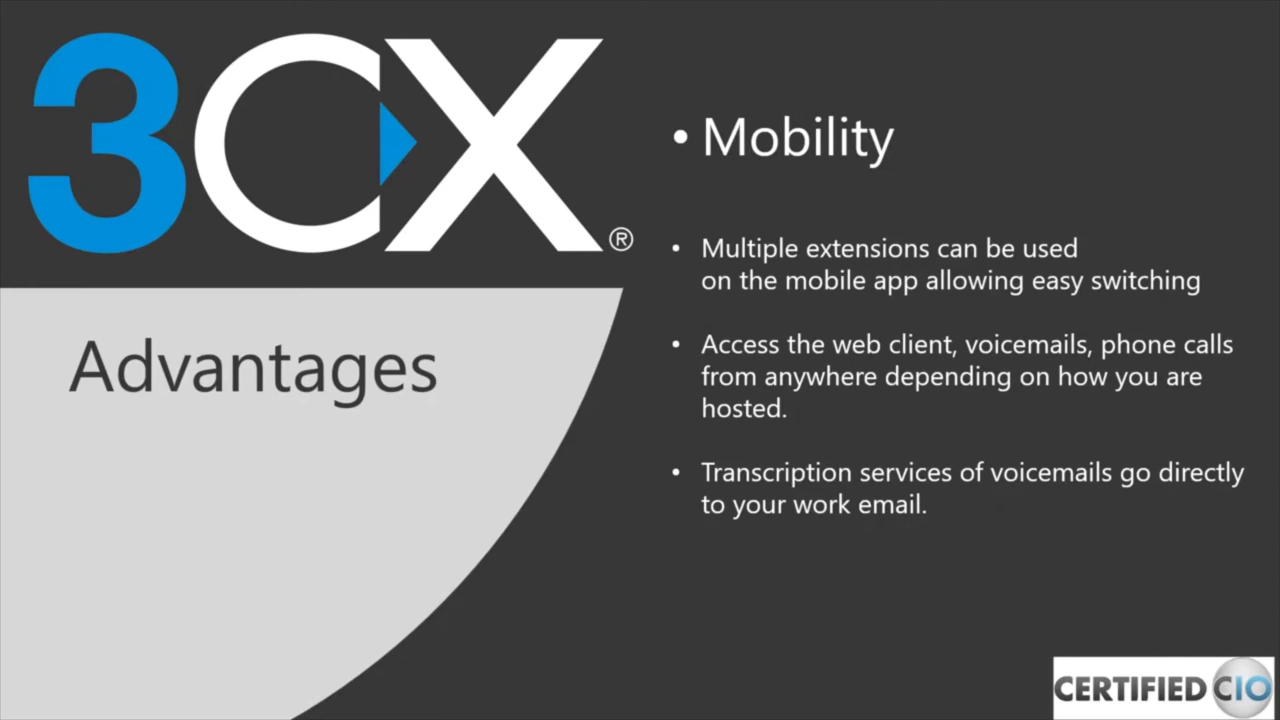 3CX®
Advantages
• Mobility
• Multiple extensions can be used
on the mobile app allowing easy switching
• Access the web client, voicemails, phone calls
from anywhere depending on how you are
hosted.
• Transcription services of voicemails go directly
to your work email.
CERTIFIED CIO